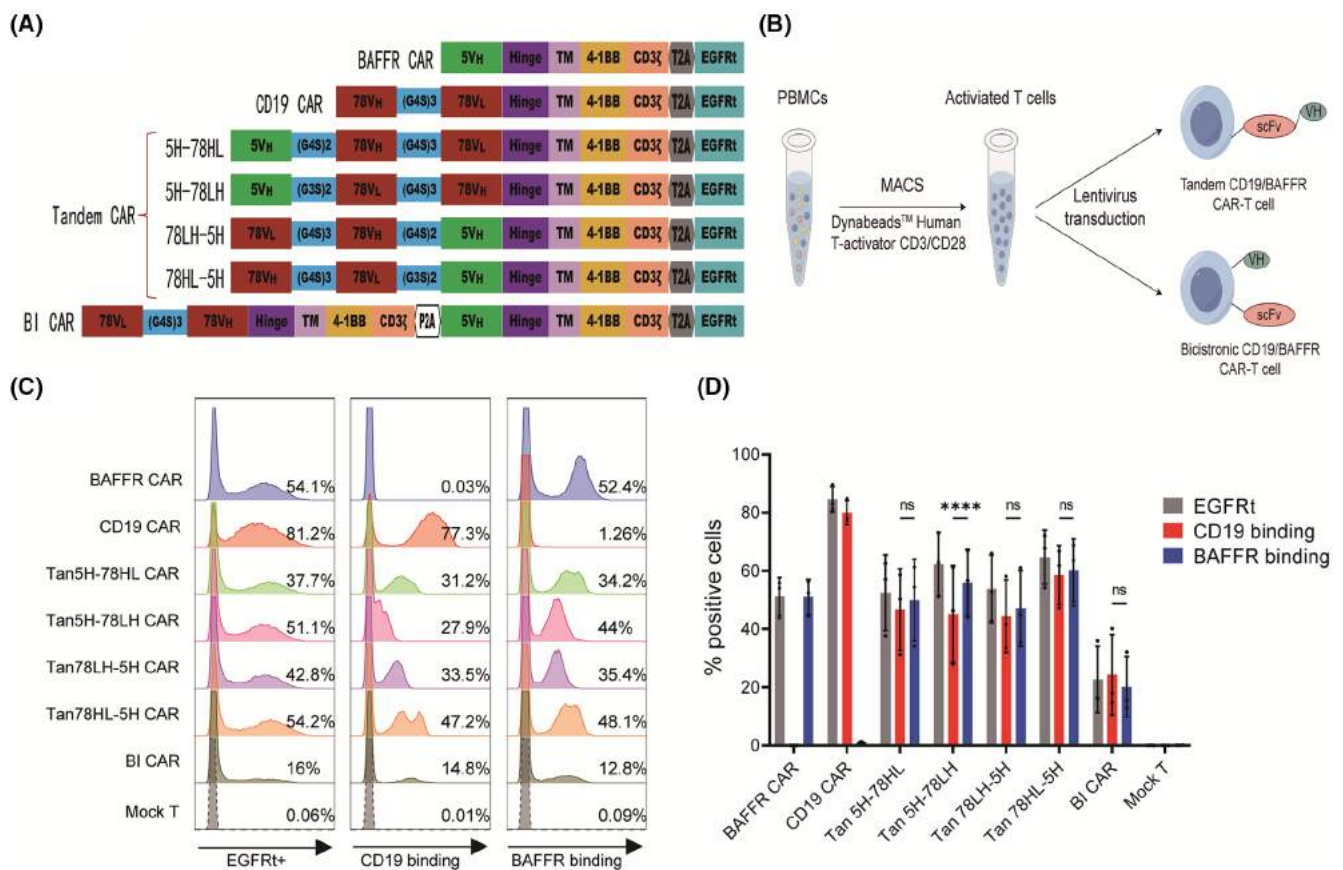 (A)
BAFFR CAR 5VH Hinge TM 4-1BB CD3ζ T2A EGFRt
CD19 CAR 78VH (G4S)3 78VL Hinge TM 4-1BB CD3ζ T2A EGFRt
Tandem CAR
5H-78HL 5VH (G4S)2 78VH (G4S)3 78VL Hinge TM 4-1BB CD3ζ T2A EGFRt
5H-78LH 5VH (G3S)2 78VL (G4S)3 78VH Hinge TM 4-1BB CD3ζ T2A EGFRt
78LH-5H 78VL (G4S)3 78VH (G4S)2 5VH Hinge TM 4-1BB CD3ζ T2A EGFRt
78HL-5H 78VH (G4S)3 78VL (G3S)2 5VH Hinge TM 4-1BB CD3ζ T2A EGFRt
BI CAR 78VL (G4S)3 78VH Hinge TM 4-1BB CD3ζ P2A 5VH Hinge TM 4-1BB CD3ζ T2A EGFRt
(B)
PBMCs
MACS
Dynabeads™ Human
T-activator CD3/CD28
Activiated T cells
Lentivirus
transduction
scFv
VH
Tandem CD19/BAFFR
CAR-T cell
VH
scFv
Bicistronic CD19/BAFFR
CAR-T cell
(C)
BAFFR CAR 54.1% 0.03% 52.4%
CD19 CAR 81.2% 77.3% 1.26%
Tan5H-78HL CAR 37.7% 31.2% 34.2%
Tan5H-78LH CAR 51.1% 27.9% 44%
Tan78LH-5H CAR 42.8% 33.5% 35.4%
Tan78HL-5H CAR 54.2% 47.2% 48.1%
BI CAR 16% 14.8% 12.8%
Mock T 0.06% 0.01% 0.09%
EGFRt+ CD19 binding BAFFR binding
(D)
% positive cells
100
80
60
40
20
0
ns **** ns ns ns
EGFRt
CD19 binding
BAFFR binding
BAFFR CAR
CD19 CAR
Tan 5H-78HL
Tan 5H-78LH
Tan 78LH-5H
Tan 78HL-5H
BI CAR
Mock T